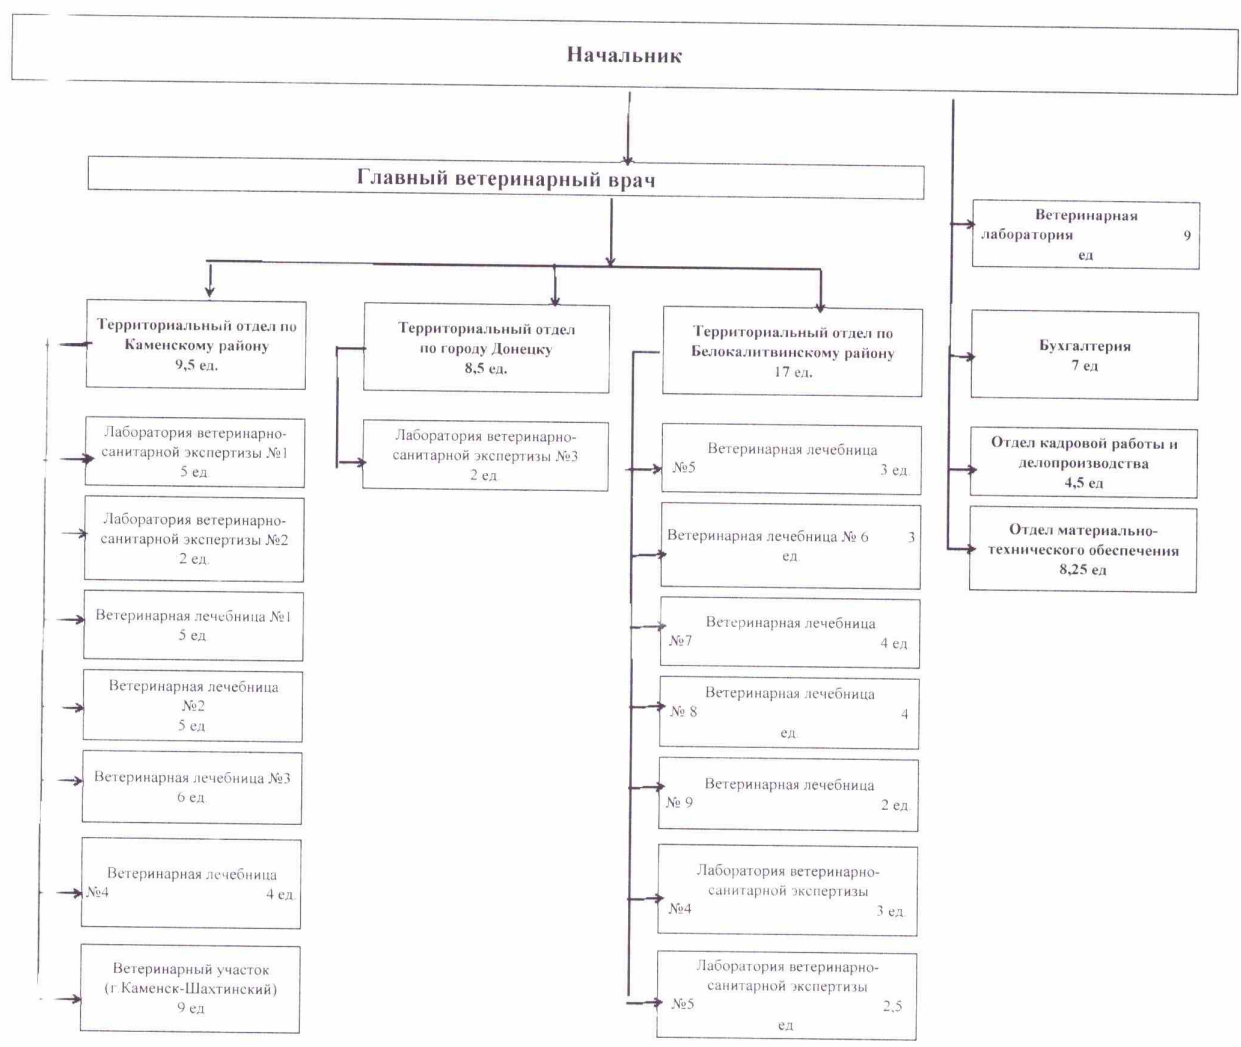 Начальник
Главный ветеринарный врач
Ветеринарная
лаборатория 9
ед
Бухгалтерия
7 ед
Отдел кадровой работы и
делопроизводства
4,5 ед
Отдел материально-
технического обеспечения
8,25 ед
Территориальный отдел по
Каменскому району
9,5 ед.
Лаборатория ветеринарно-
санитарной экспертизы №1
5 ед
Лаборатория ветеринарно-
санитарной экспертизы №2
2 ед.
Ветеринарная лечебница №1
5 ед
Ветеринарная лечебница
№2
5 ед
Ветеринарная лечебница №3
6 ед
Ветеринарная лечебница
№4 4 ед.
Ветеринарный участок
(г.Каменск-Шахтинский)
9 ед
Территориальный отдел
по городу Донецку
8,5 ед.
Лаборатория ветеринарно-
санитарной экспертизы №3
2 ед
Территориальный отдел по
Белокалитвинскому району
17 ед.
Ветеринарная лечебница
№5 3 ед.
Ветеринарная лечебница № 6 3
ед
Ветеринарная лечебница
№7 4 ед.
Ветеринарная лечебница
№ 8 4
ед.
Ветеринарная лечебница
№ 9 2 ед.
Лаборатория ветеринарно-
санитарной экспертизы
№4 3 ед.
Лаборатория ветеринарно-
санитарной экспертизы
№5 2,5
ед